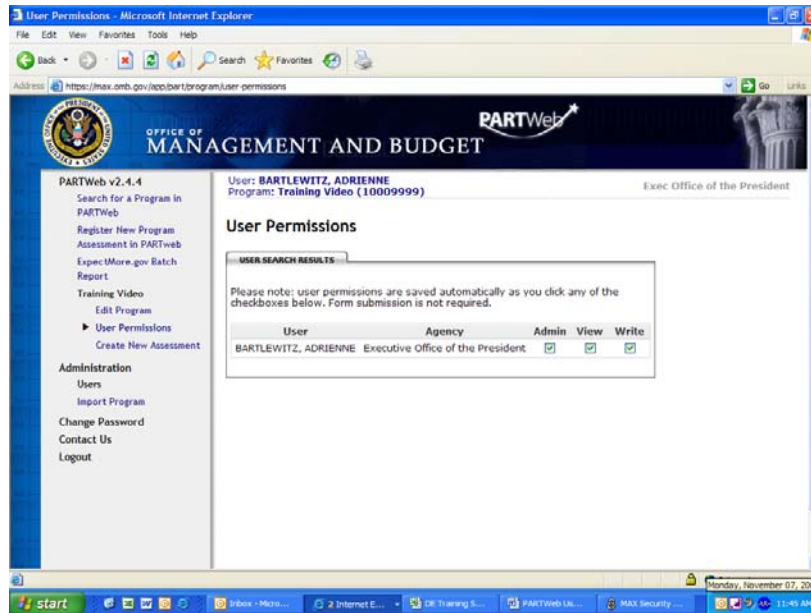 User Permissions - Microsoft Internet Explorer
File Edit View Favorites Tools Help
Back Search Favorites
Address https://max.omb.gov/app/part/program/user-permissions Go Links
OFFICE OF
MANAGEMENT AND BUDGET
PARTWeb
PARTWeb v2.4.4
Search for a Program in
PARTWeb
Register New Program
Assessment in PARTweb
ExpectMore.gov Batch
Report
Training Video
Edit Program
User Permissions
Create New Assessment
Administration
Users
Import Program
Change Password
Contact Us
Logout
User: BARTLEWITZ, ADRIENNE
Program: Training Video (10009999)
Exec Office of the President
User Permissions
USER SEARCH RESULTS
Please note: user permissions are saved automatically as you click any of the
checkboxes below. Form submission is not required.
User Agency Admin View Write
BARTLEWITZ, ADRIENNE Executive Office of the President
Monday, November 07, 20
start Inbox - Micro... 2 Internet E... DE Training S... PARTWeb Us... MAX Security ... 11:45